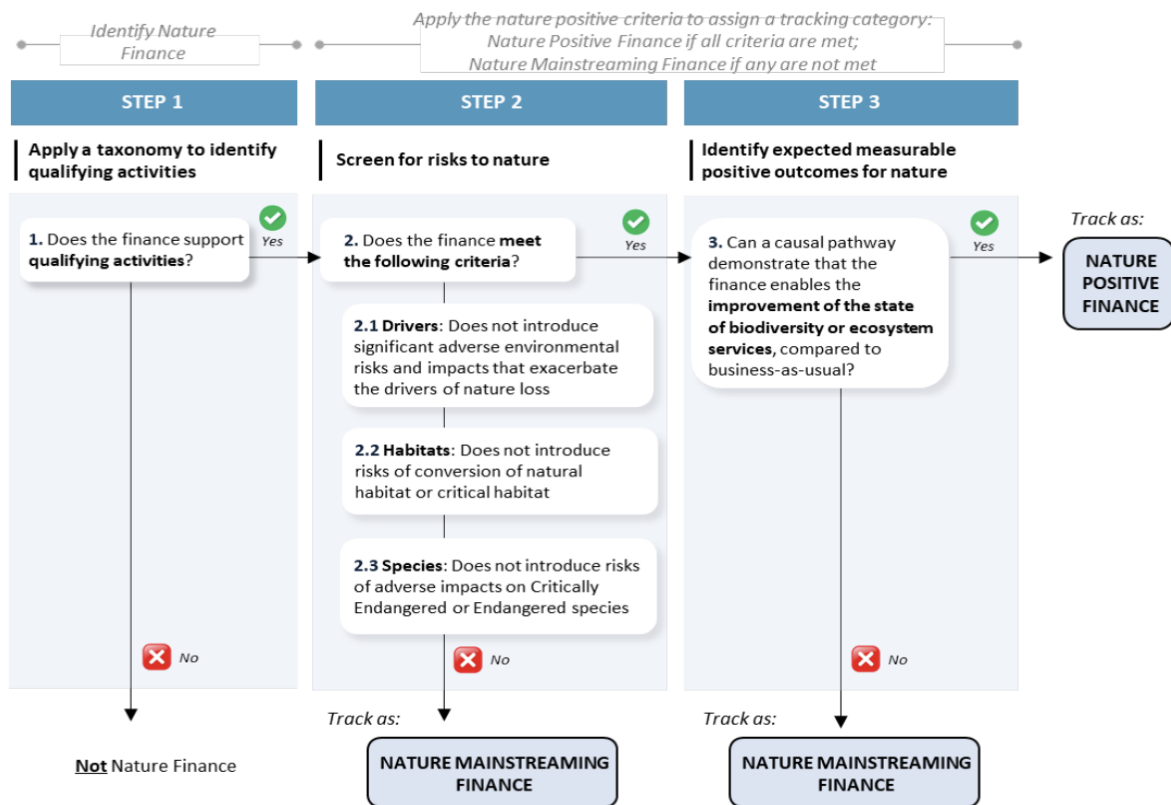 Identify Nature
Finance
Apply the nature positive criteria to assign a tracking category:
Nature Positive Finance if all criteria are met;
Nature Mainstreaming Finance if any are not met
STEP 1
STEP 2
STEP 3
Apply a taxonomy to identify
qualifying activities
Screen for risks to nature
Identify expected measurable
positive outcomes for nature
1. Does the finance support
qualifying activities?
Yes
2. Does the finance meet
the following criteria?
Yes
2.1 Drivers: Does not introduce
significant adverse environmental
risks and impacts that exacerbate
the drivers of nature loss
2.2 Habitats: Does not introduce
risks of conversion of natural
habitat or critical habitat
2.3 Species: Does not introduce risks
of adverse impacts on Critically
Endangered or Endangered species
3. Can a causal pathway
demonstrate that the
finance enables the
improvement of the state
of biodiversity or ecosystem
services, compared to
business-as-usual?
Yes
Track as:
NATURE
POSITIVE
FINANCE
No
No
No
Not Nature Finance
Track as:
NATURE MAINSTREAMING
FINANCE
Track as:
NATURE MAINSTREAMING
FINANCE